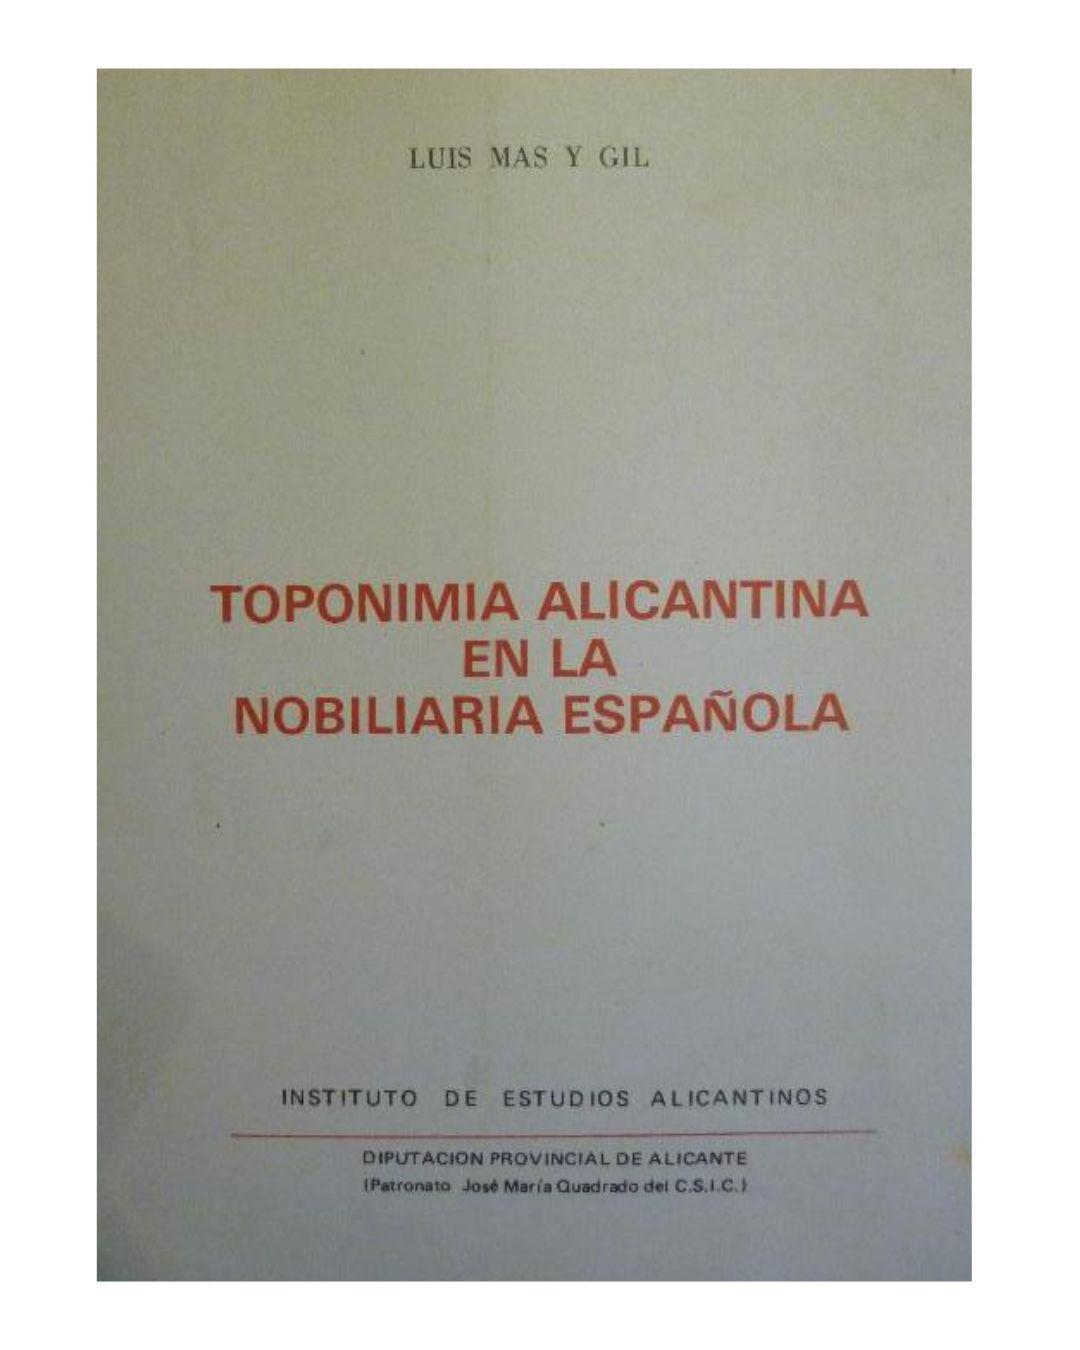 LUIS MAS Y GIL
TOPONIMIA ALICANTINA
EN LA
NOBILIARIA ESPAÑOLA
INSTITUTO DE ESTUDIOS ALICANTINOS
DIPUTACION PROVINCIAL DE ALICANTE
(Patronato José María Quadrado del C.S.I.C.)